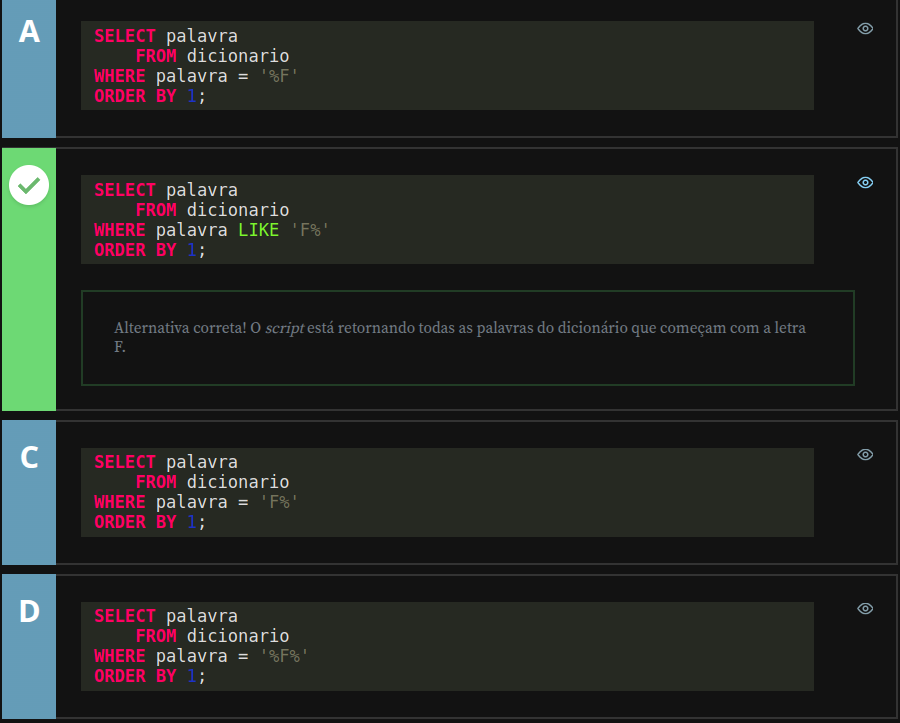 A
SELECT palavra
    FROM dicionario
WHERE palavra = '%F'
ORDER BY 1;
SELECT palavra
    FROM dicionario
WHERE palavra LIKE 'F%'
ORDER BY 1;
Alternativa correta! O script está retornando todas as palavras do dicionário que começam com a letra
F.
C
SELECT palavra
    FROM dicionario
WHERE palavra = 'F%'
ORDER BY 1;
D
SELECT palavra
    FROM dicionario
WHERE palavra = '%F%'
ORDER BY 1;